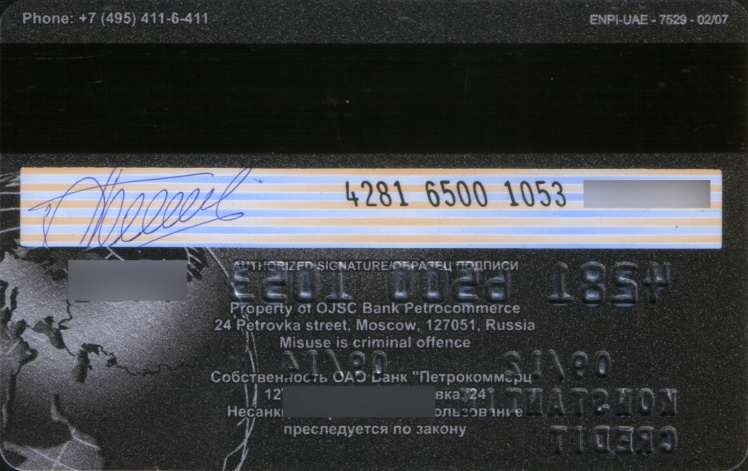 Phone: +7 (495) 411-6-411
ENPI-UAE - 7529 - 02/07
4281 6500 1053
AUTHORIZED SIGNATURE/ОБРАЗЕЦ ПОДПИСИ
Property of OJSC Bank Petrocommerce
24 Petrovka street, Moscow, 127051, Russia
Misuse is criminal offence
Собственность ОАО Банк "Петрокоммерц"
24
преследуется по закону
CREDIT